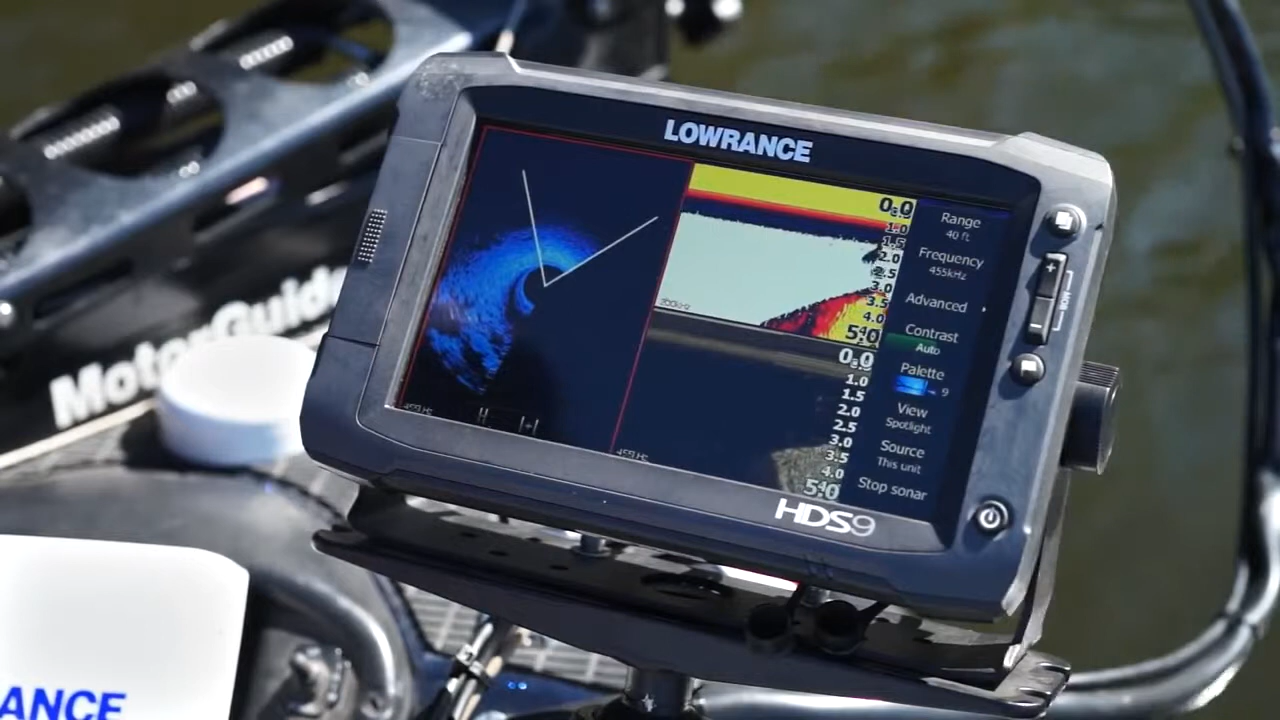 LOWRANCE
MotorGuide
0.0
1.0
1.5
2.0
2.5
3.0
3.5
4.0
5.0
200kHz
0.0
1.0
1.5
2.0
2.5
3.0
3.5
4.0
5.0
Range
40 ft
Frequency
455kHz
Advanced
Contrast
Auto
Palette
9
View
Spotlight
Source
This unit
Stop sonar
+
MOB
HDS9
ANCE